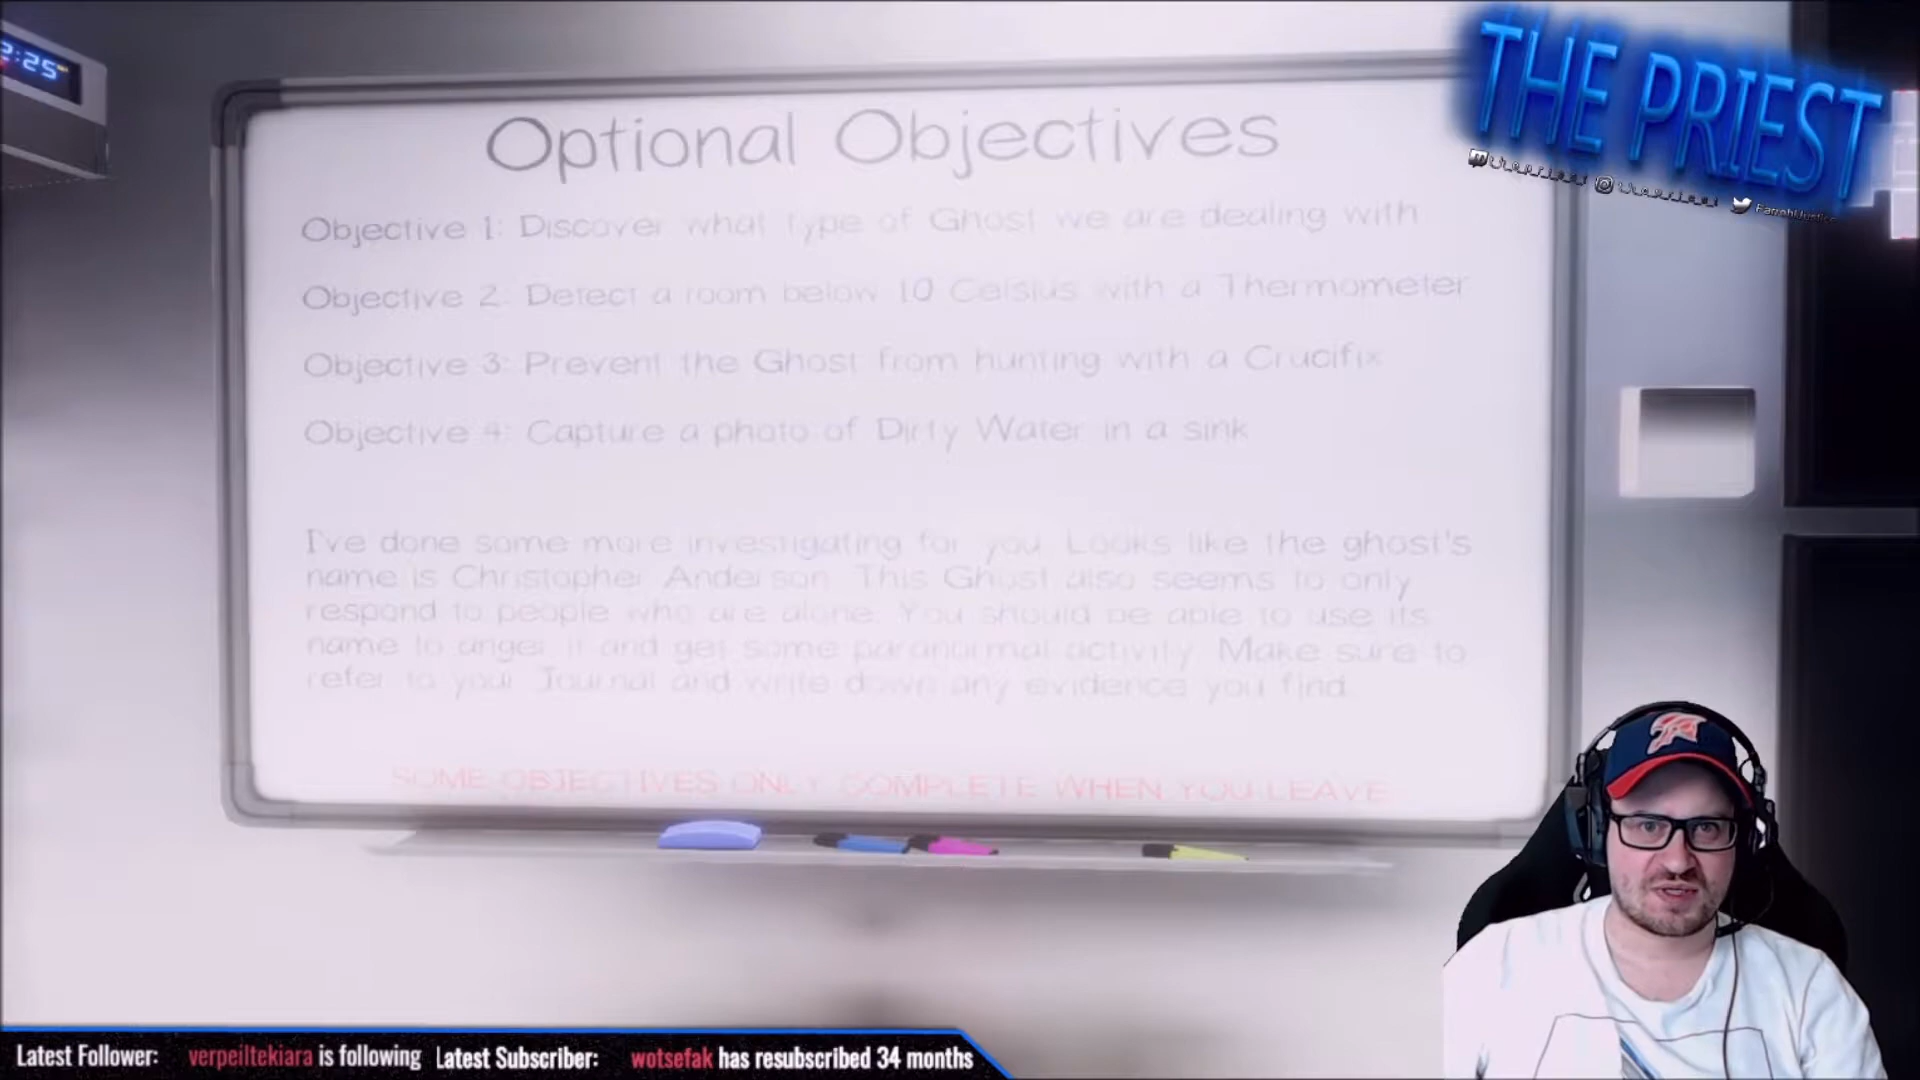 2:25
THE PRIEST
Optional Objectives
Objective 1: Discover what type of Ghost we are dealing with
Objective 2: Detect a room below 10 Celsius with a Thermometer
Objective 3: Prevent the Ghost from hunting with a Crucifix
Objective 4: Capture a photo of Dirty Water in a sink
I've done some more investigating for you. Looks like the ghost's
name is Christopher Anderson. This Ghost also seems to only
respond to people who are alone. You should be able to use its
name to anger it and get some paranormal activity. Make sure to
refer to your Journal and write down any evidence you find.
SOME OBJECTIVES ONLY COMPLETE WHEN YOU LEAVE
Latest Follower: verpeiltekiara is following Latest Subscriber: wotsefak has resubscribed 34 months